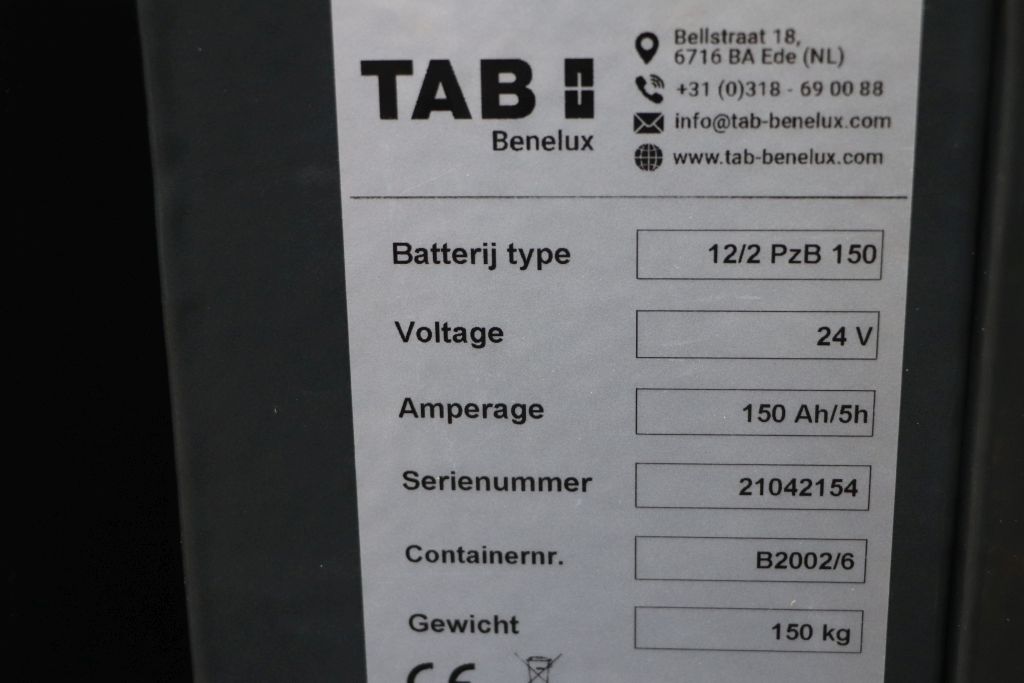 TAB
Benelux
Bellstraat 18,
6716 BA Ede (NL)
+31 (0)318 - 69 00 88
info@tab-benelux.com
www.tab-benelux.com
Batterij type 12/2 PzB 150
Voltage 24 V
Amperage 150 Ah/5h
Serienummer 21042154
Containernr. B2002/6
Gewicht 150 kg
CE